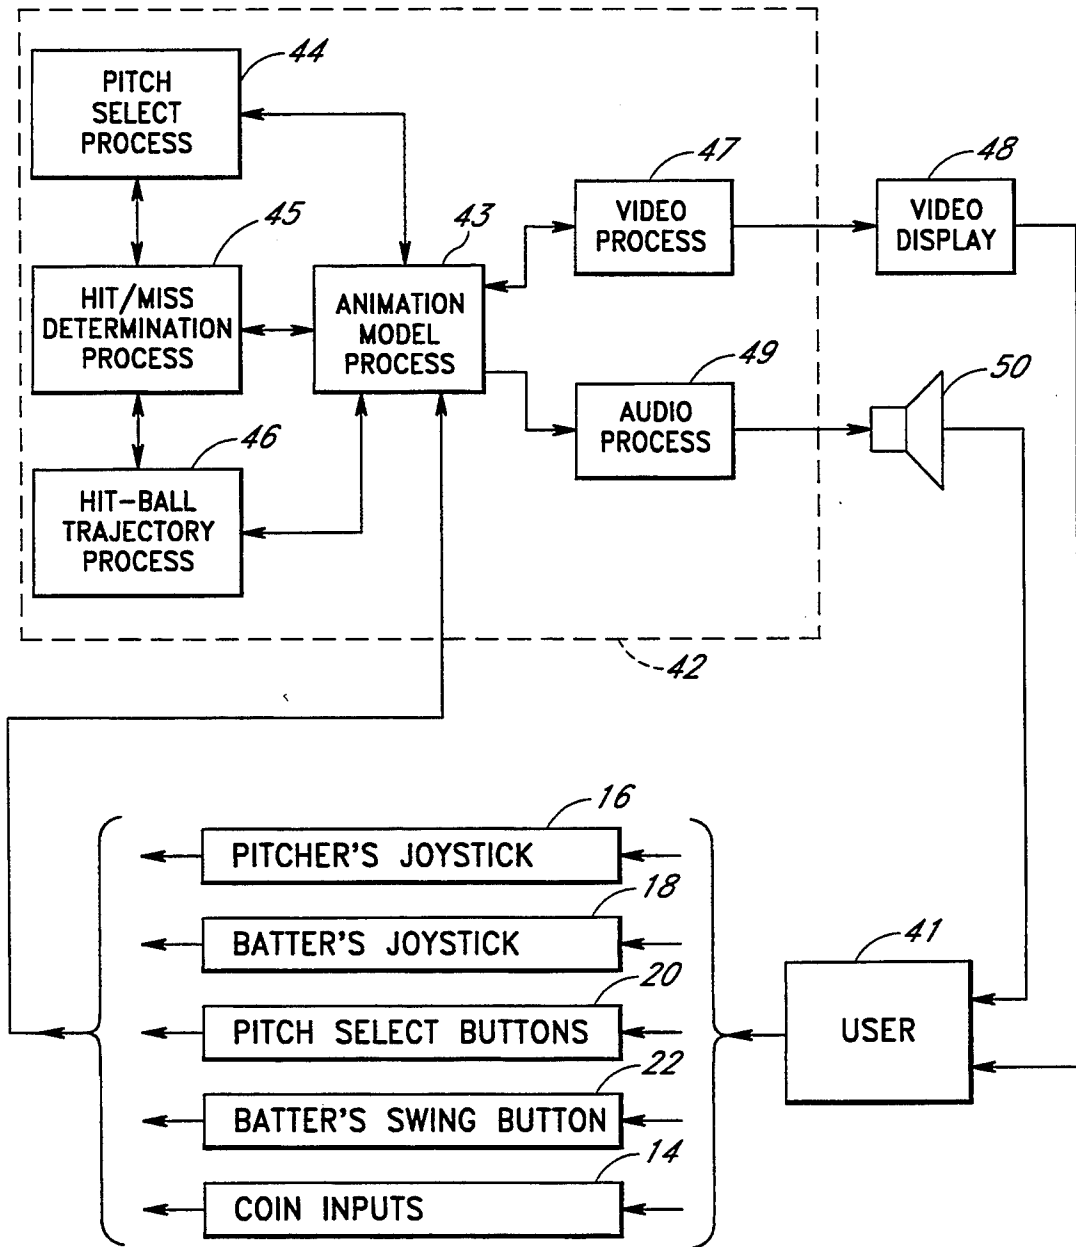 44
PITCH
SELECT
PROCESS
47
48
VIDEO
PROCESS
VIDEO
DISPLAY
45
43
HIT/MISS
DETERMINATION
PROCESS
ANIMATION
MODEL
PROCESS
49
50
AUDIO
PROCESS
46
HIT-BALL
TRAJECTORY
PROCESS
42
16
PITCHER'S JOYSTICK
18
BATTER'S JOYSTICK
20
PITCH SELECT BUTTONS
22
BATTER'S SWING BUTTON
14
COIN INPUTS
41
USER